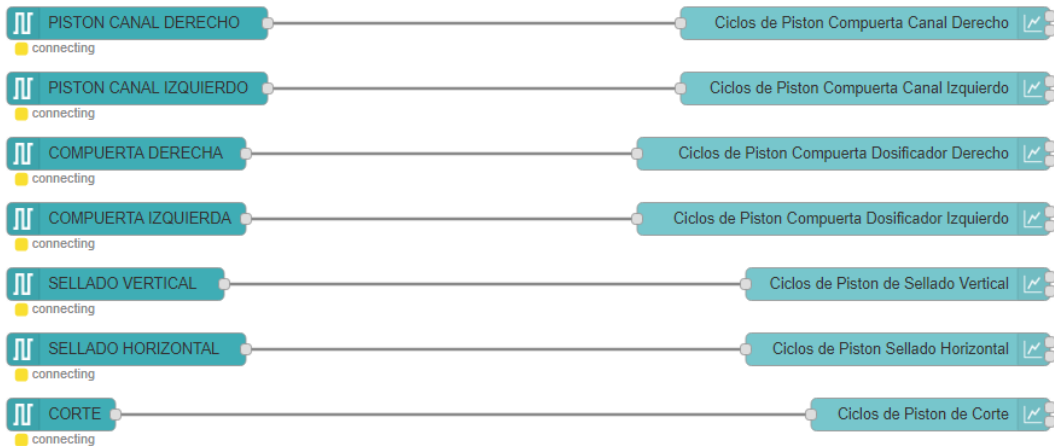 PISTON CANAL DERECHO
Ciclos de Piston Compuerta Canal Derecho
connecting
PISTON CANAL IZQUIERDO
Ciclos de Piston Compuerta Canal Izquierdo
connecting
COMPUERTA DERECHA
Ciclos de Piston Compuerta Dosificador Derecho
connecting
COMPUERTA IZQUIERDA
Ciclos de Piston Compuerta Dosificador Izquierdo
connecting
SELLADO VERTICAL
Ciclos de Piston de Sellado Vertical
connecting
SELLADO HORIZONTAL
Ciclos de Piston Sellado Horizontal
connecting
CORTE
Ciclos de Piston de Corte
connecting